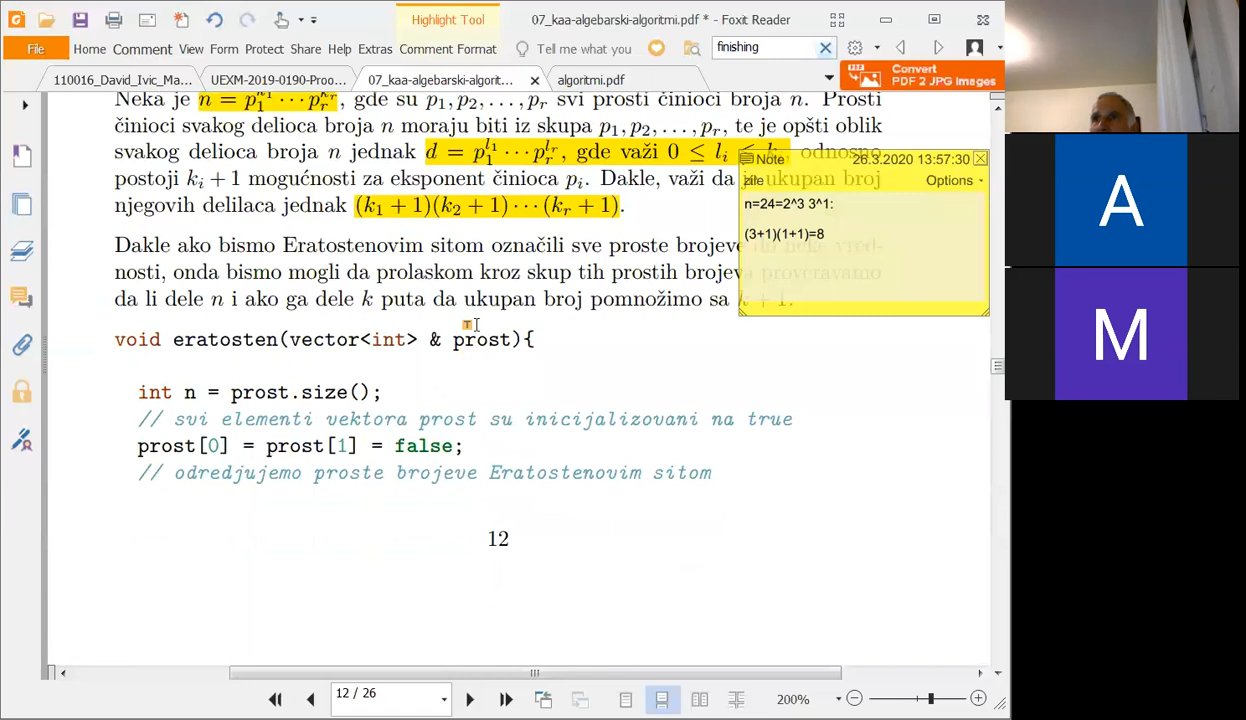 Highlight Tool
07_kaa-algebarski-algoritmi.pdf * - Foxit Reader
File Home Comment View Form Protect Share Help Extras Comments Format Tell me what you finishing
110016_David_Ivic_Ma... UEXM-2019-0190-Proo... 07_kaa-algebarski-algorit... algoritmi.pdf
Convert
PDF 2 JPG Images
Neka je n = p₁^k₁ ··· pᵣ^kᵣ, gde su p₁, p₂, . . . , pᵣ svi prosti činioci broja n. Prosti
činioci svakog delioca broja n moraju biti iz skupa p₁, p₂, . . . , pᵣ, te je opšti oblik
svakog delioca broja n jednak d = p₁^l₁ ··· pᵣ^lᵣ, gde važi 0 ≤ lᵢ ≤ kᵢ, odnosno
postoji kᵢ + 1 mogućnosti za eksponent činioca pᵢ. Dakle, važi da je ukupan broj
njegovih delilaca jednak (k₁ + 1)(k₂ + 1) ··· (kᵣ + 1).
Note 26.3.2020 13:57:30
zile Options
n=24=2^3 3^1:
(3+1)(1+1)=8
Dakle ako bismo Eratostenovim sitom označili sve proste brojeve do neke vred-
nosti, onda bismo mogli da prolaskom kroz skup tih prostih brojeva proveravamo
da li dele n i ako ga dele k puta da ukupan broj pomnožimo sa k + 1.
void eratosten(vector<int> & prost){
int n = prost.size();
// svi elementi vektora prost su inicijalizovani na true
prost[0] = prost[1] = false;
// odredjujemo proste brojeve Eratostenovim sitom
12
12 / 26
200%
A
M